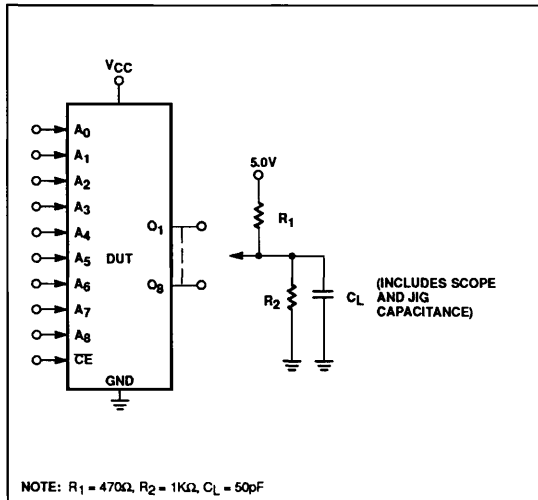 VCC
A0
A1
A2
A3
A4
A5
A6
A7
A8
CE
DUT
O1
O8
GND
5.0V
R1
R2
CL
(INCLUDES SCOPE
AND JIG
CAPACITANCE)
NOTE: R1 = 470Ω, R2 = 1KΩ, CL = 50pF